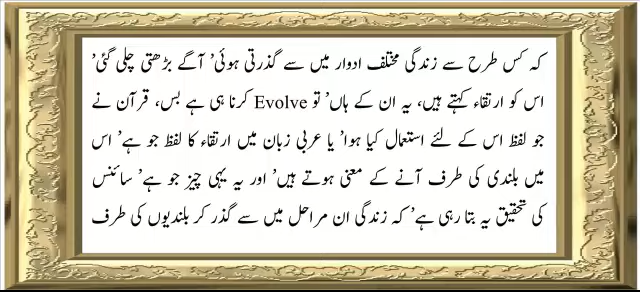 کہ کس طرح سے زندگی مختلف ادوار میں سے گذرتی ہوئی’ آگے بڑھتی چلی گئی’
اس کو ارتقاء کہتے ہیں، یہ ان کے ہاں’ تو Evolve کرنا ہی ہے بس، قرآن نے
جو لفظ اس کے لئے استعمال کیا ہوا’ یا عربی زبان میں ارتقاء کا لفظ جو ہے’ اس
میں بلندی کی طرف آنے کے معنی ہوتے ہیں’ اور یہ یہی چیز جو ہے’ سائنس
کی تحقیق یہ بتا رہی ہے’ کہ زندگی ان مراحل میں سے گذر کر بلندیوں کی طرف